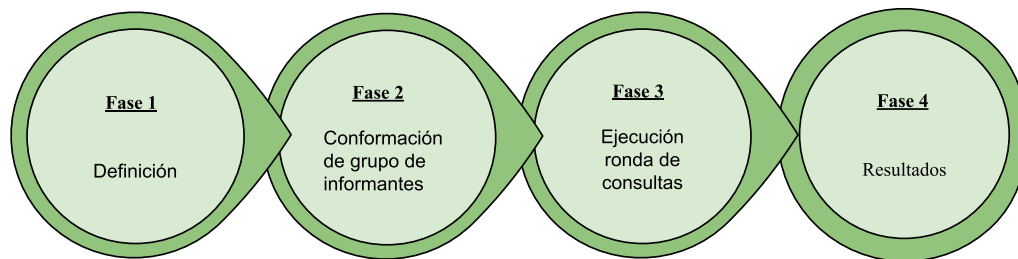 Fase 1
Definición
Fase 2
Conformación
de grupo de
informantes
Fase 3
Ejecución
ronda de
consultas
Fase 4
Resultados